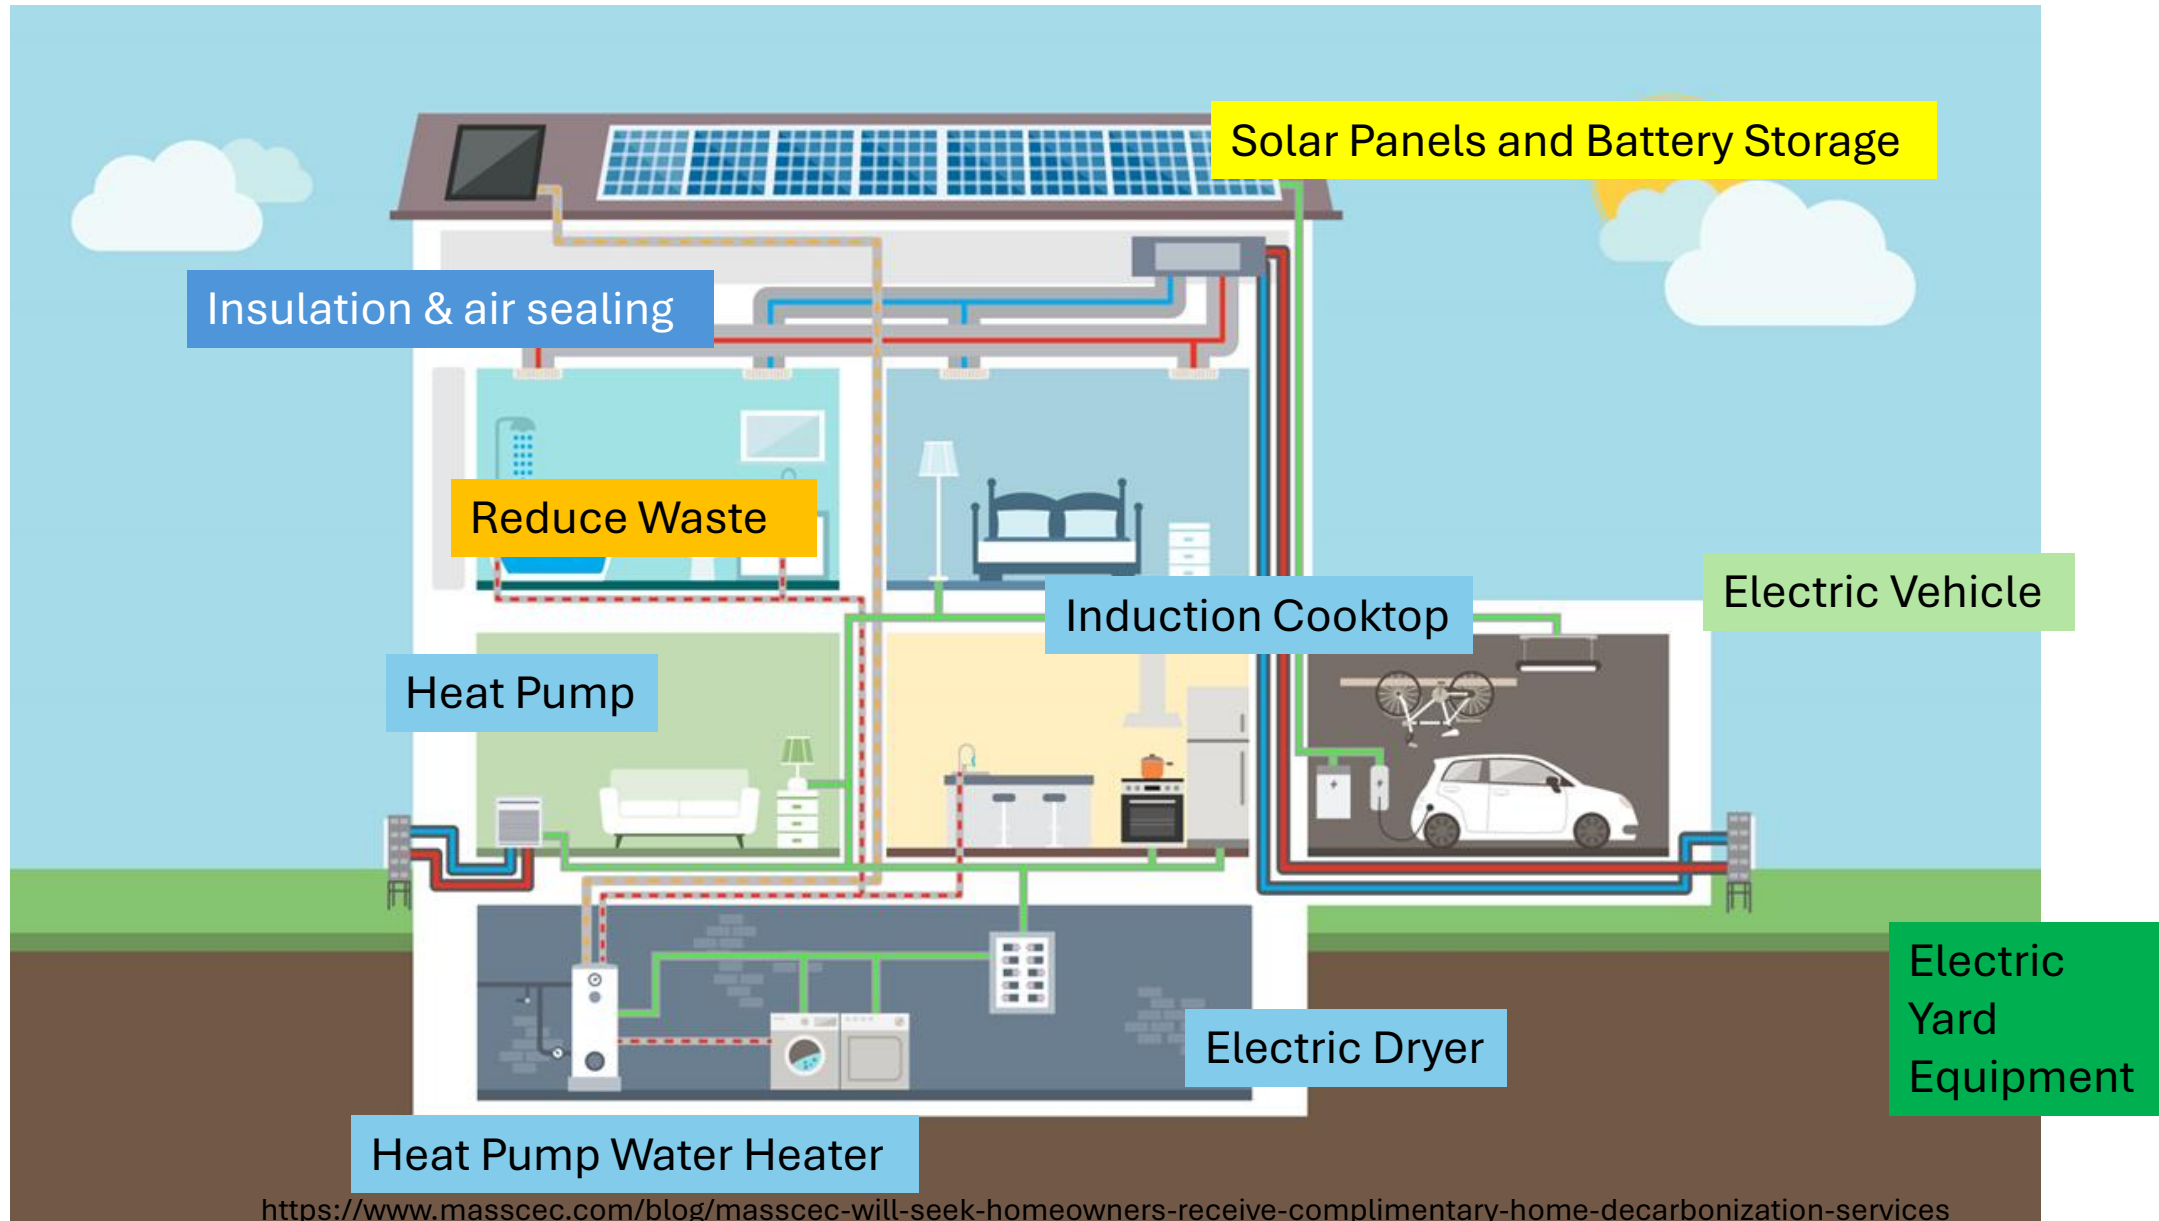 Solar Panels and Battery Storage
Insulation & air sealing
Reduce Waste
Induction Cooktop
Electric Vehicle
Heat Pump
Electric
Yard
Equipment
Electric Dryer
Heat Pump Water Heater
https://www.masscec.com/blog/masscec-will-seek-homeowners-receive-complimentary-home-decarbonization-services